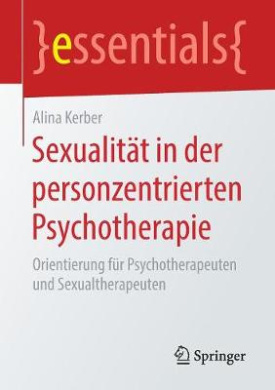 }essentials{
Alina Kerber
Sexualität in der
personzentrierten
Psychotherapie
Orientierung für Psychotherapeuten
und Sexualtherapeuten
Springer